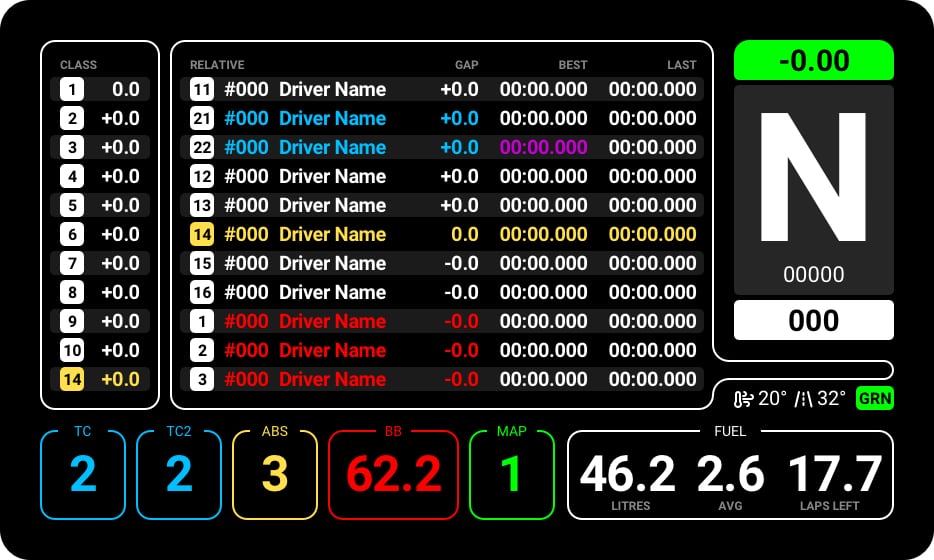 CLASS
1 0.0
2 +0.0
3 +0.0
4 +0.0
5 +0.0
6 +0.0
7 +0.0
8 +0.0
9 +0.0
10 +0.0
14 +0.0
RELATIVE GAP BEST LAST
11 #000 Driver Name +0.0 00:00.000 00:00.000
21 #000 Driver Name +0.0 00:00.000 00:00.000
22 #000 Driver Name +0.0 00:00.000 00:00.000
12 #000 Driver Name +0.0 00:00.000 00:00.000
13 #000 Driver Name +0.0 00:00.000 00:00.000
14 #000 Driver Name 0.0 00:00.000 00:00.000
15 #000 Driver Name -0.0 00:00.000 00:00.000
16 #000 Driver Name -0.0 00:00.000 00:00.000
1 #000 Driver Name -0.0 00:00.000 00:00.000
2 #000 Driver Name -0.0 00:00.000 00:00.000
3 #000 Driver Name -0.0 00:00.000 00:00.000
-0.00
N
00000
000
20° 32° GRN
TC TC2 ABS BB MAP FUEL
2 2 3 62.2 1 46.2 2.6 17.7
LITRES AVG LAPS LEFT